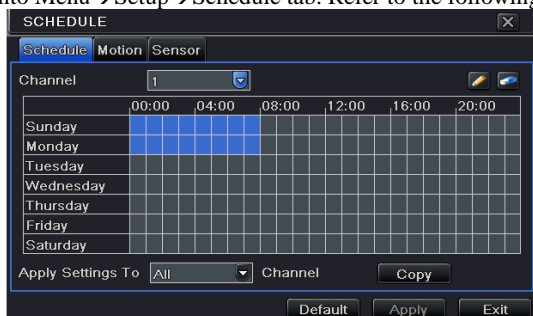 nto Menu→Setup→Schedule tab. Refer to the following
SCHEDULE
Schedule Motion Sensor
Channel 1
00:00 04:00 08:00 12:00 16:00 20:00
Sunday
Monday
Tuesday
Wednesday
Thursday
Friday
Saturday
Apply Settings To All Channel Copy
Default Apply Exit